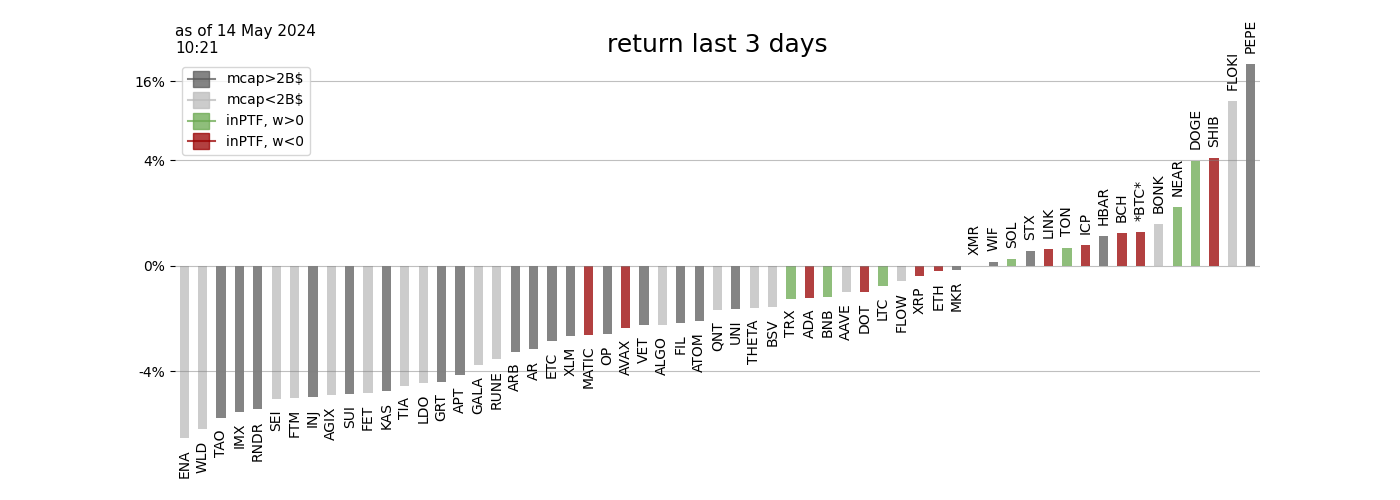 as of 14 May 2024
10:21
return last 3 days
mcap>2B$
mcap<2B$
inPTF, w>0
inPTF, w<0
16%
4%
0%
-4%
ENA
WLD
TAO
IMX
RNDR
SEI
FTM
INJ
AGIX
SUI
FET
KAS
TIA
LDO
GRT
APT
GALA
RUNE
ARB
AR
ETC
XLM
MATIC
OP
AVAX
VET
ALGO
FIL
ATOM
QNT
UNI
THETA
BSV
TRX
ADA
BNB
AAVE
DOT
LTC
FLOW
XRP
ETH
MKR
XMR
WIF
SOL
STX
LINK
TON
ICP
HBAR
BCH
*BTC*
BONK
NEAR
DOGE
SHIB
FLOKI
PEPE